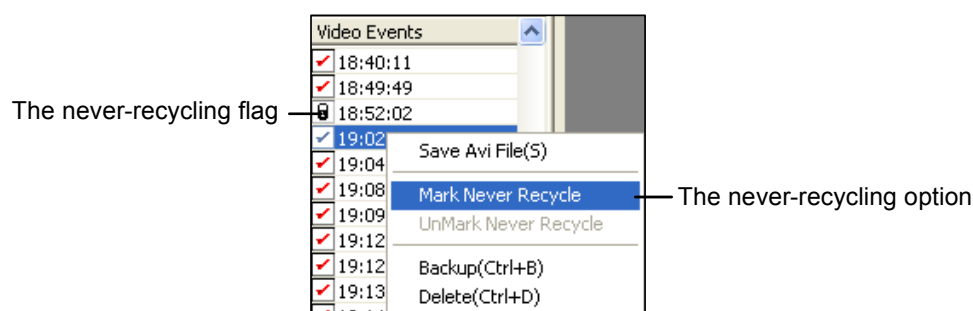 Video Events
18:40:11
18:49:49
The never-recycling flag
18:52:02
19:02
Save Avi File(S)
19:04
19:08
Mark Never Recycle
The never-recycling option
19:09
UnMark Never Recycle
19:12
19:12
Backup(Ctrl+B)
19:13
Delete(Ctrl+D)